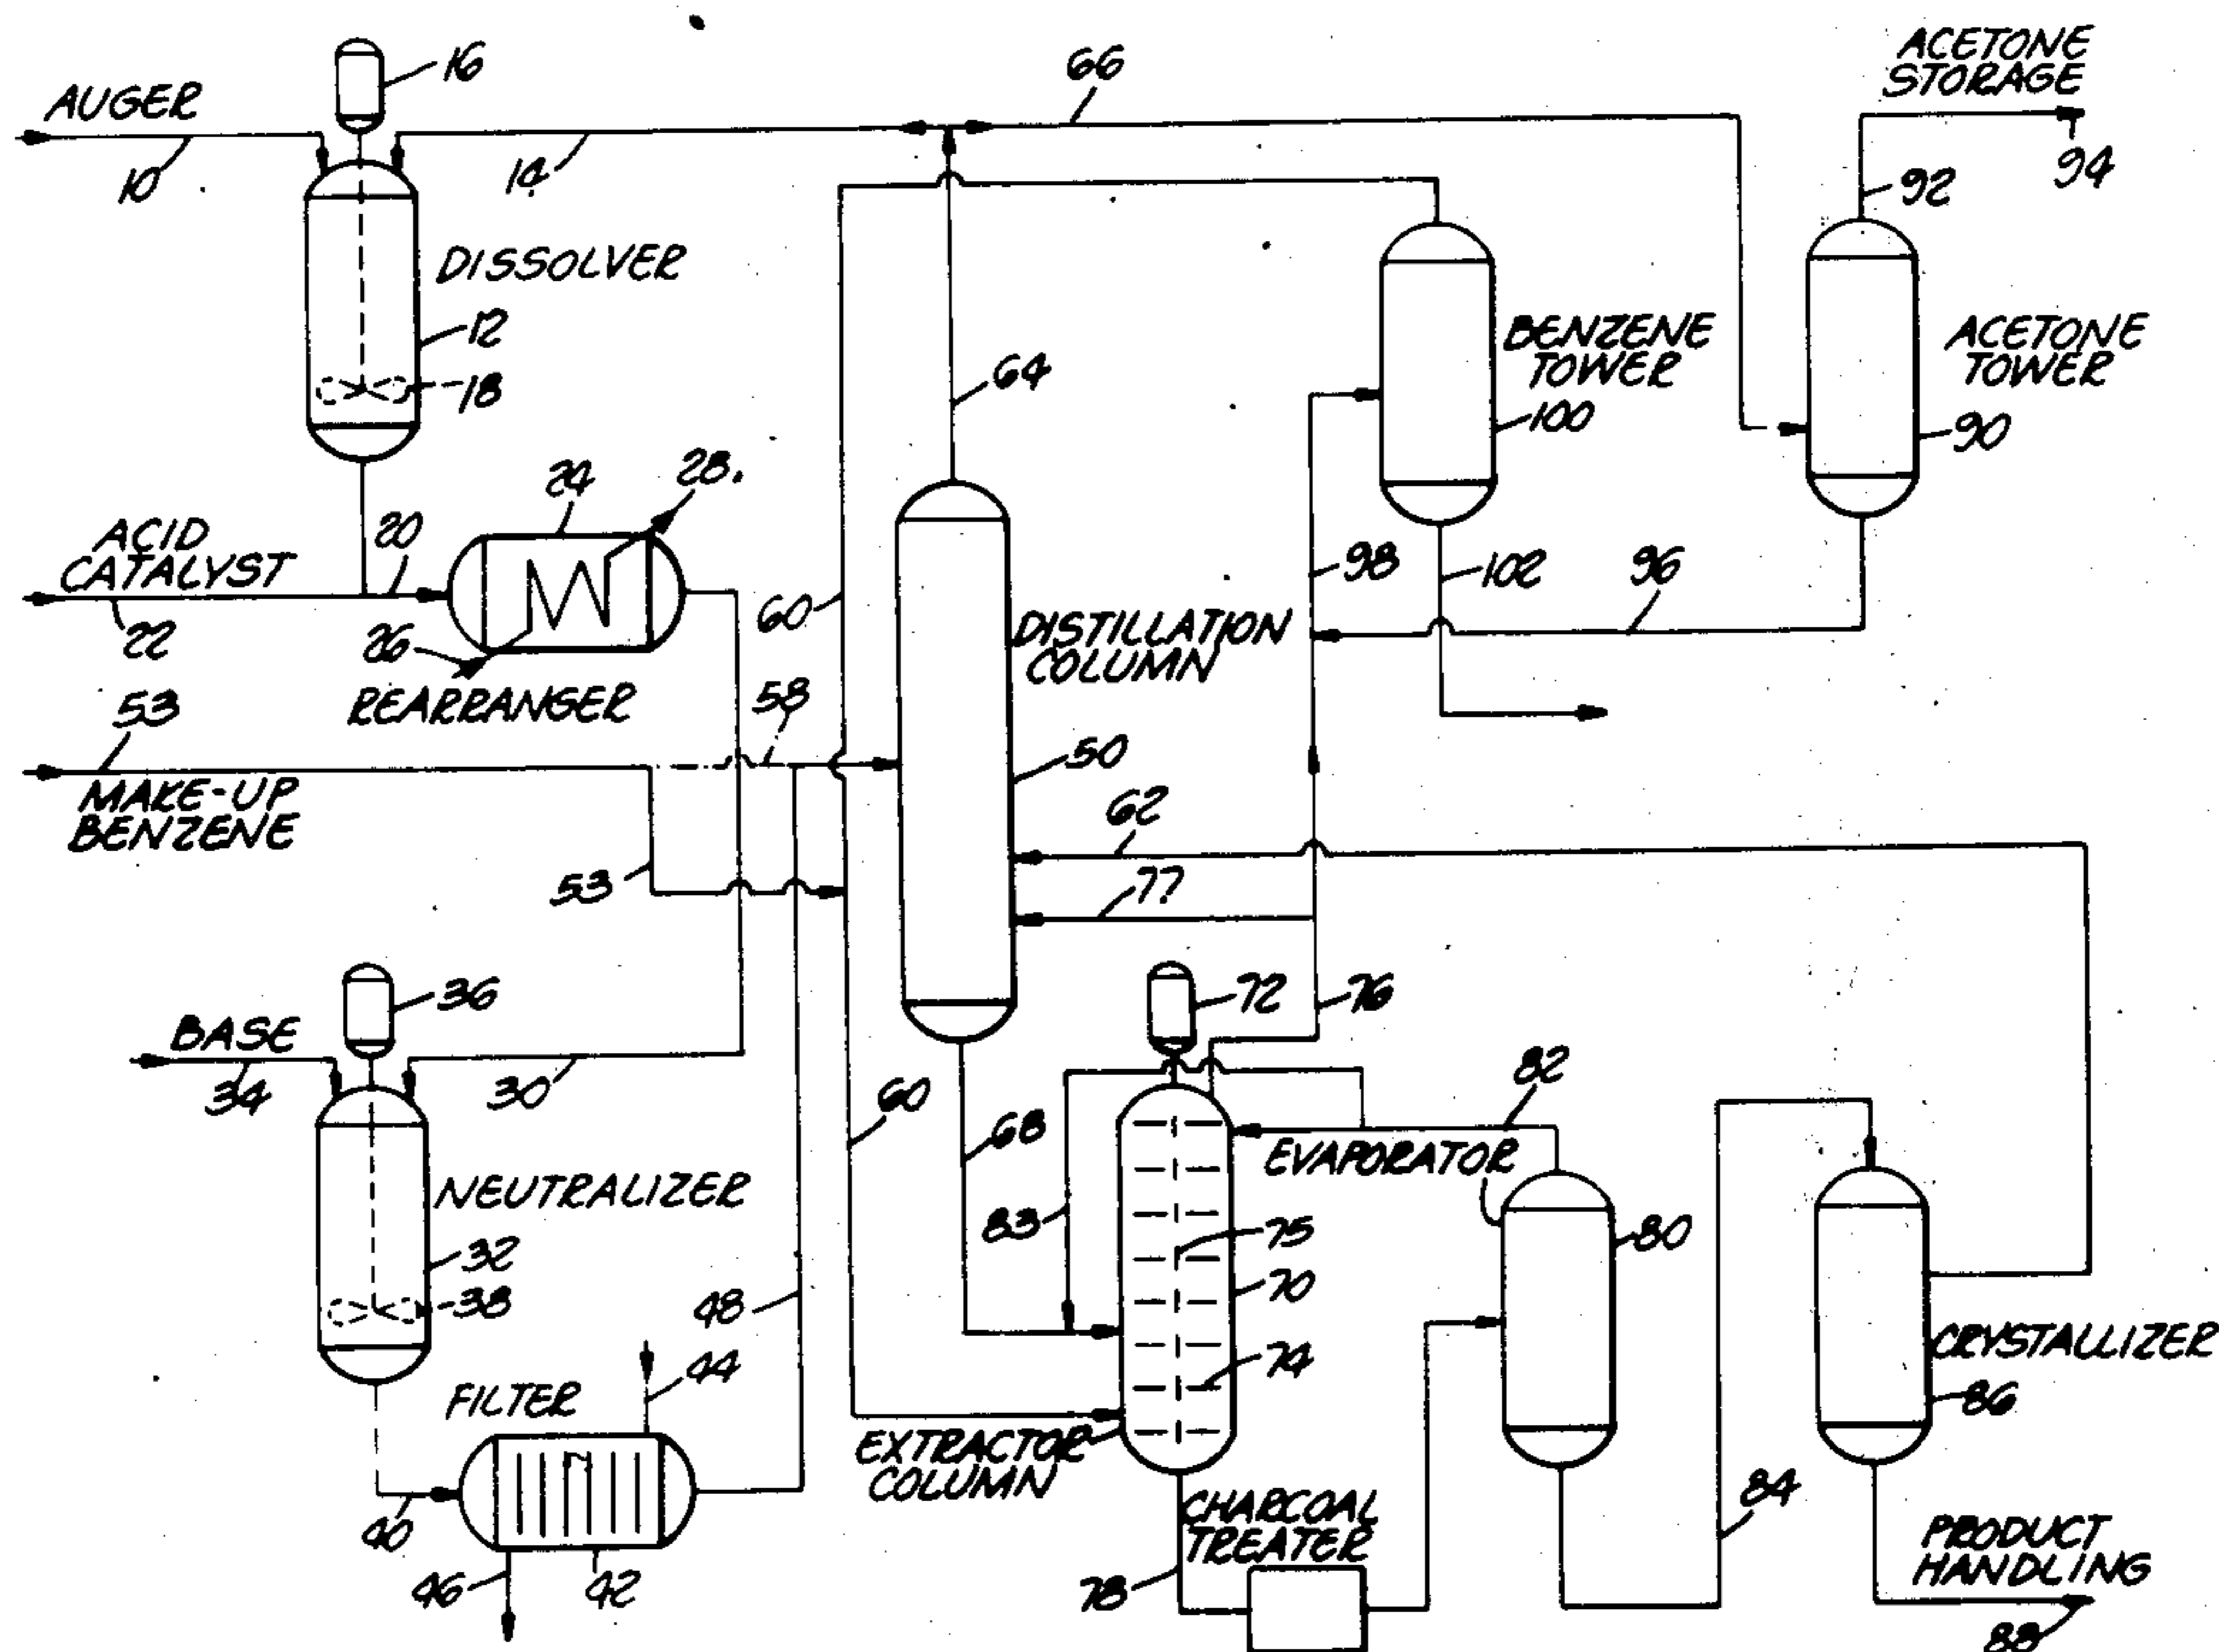 ACETONE
STORAGE
16
66
AUGER
10
14
94
92
DISSOLVER
12
18
64
BENZENE
TOWER
100
ACETONE
TOWER
90
24
28
ACID
CATALYST
20
22
26
REARRANGER
60
98
102
96
DISTILLATION
COLUMN
53
58
50
MAKE-UP
BENZENE
62
53
77
36
72
76
BASE
34
30
60
68
82
EVAPORATOR
NEUTRALIZER
83
75
80
32
70
38
48
74
44
CRYSTALLIZER
86
FILTER
EXTRACTOR
COLUMN
84
40
CHARCOAL
TREATER
PRODUCT
HANDLING
46
42
78
88